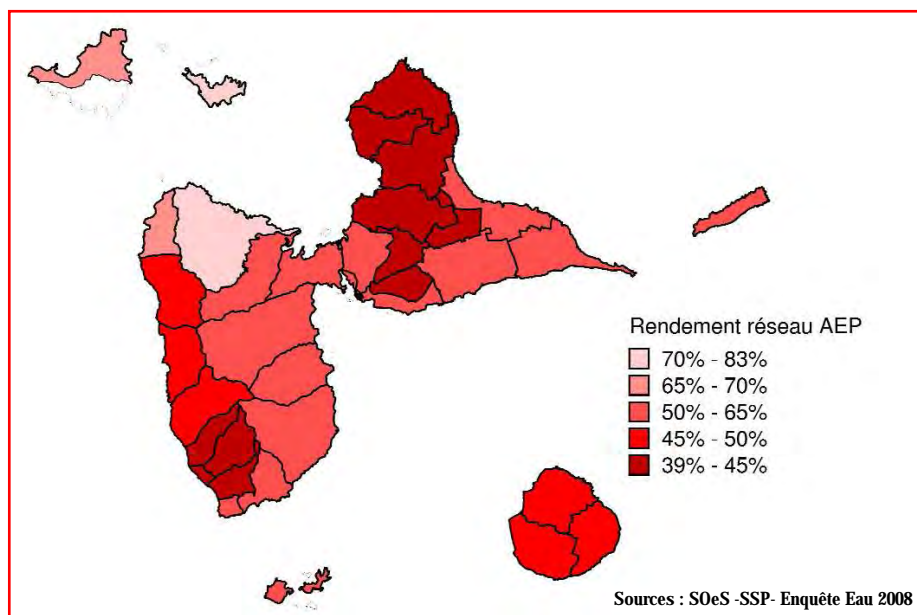 Rendement réseau AEP
70% - 83%
65% - 70%
50% - 65%
45% - 50%
39% - 45%
Sources : SOeS -SSP- Enquête Eau 2008